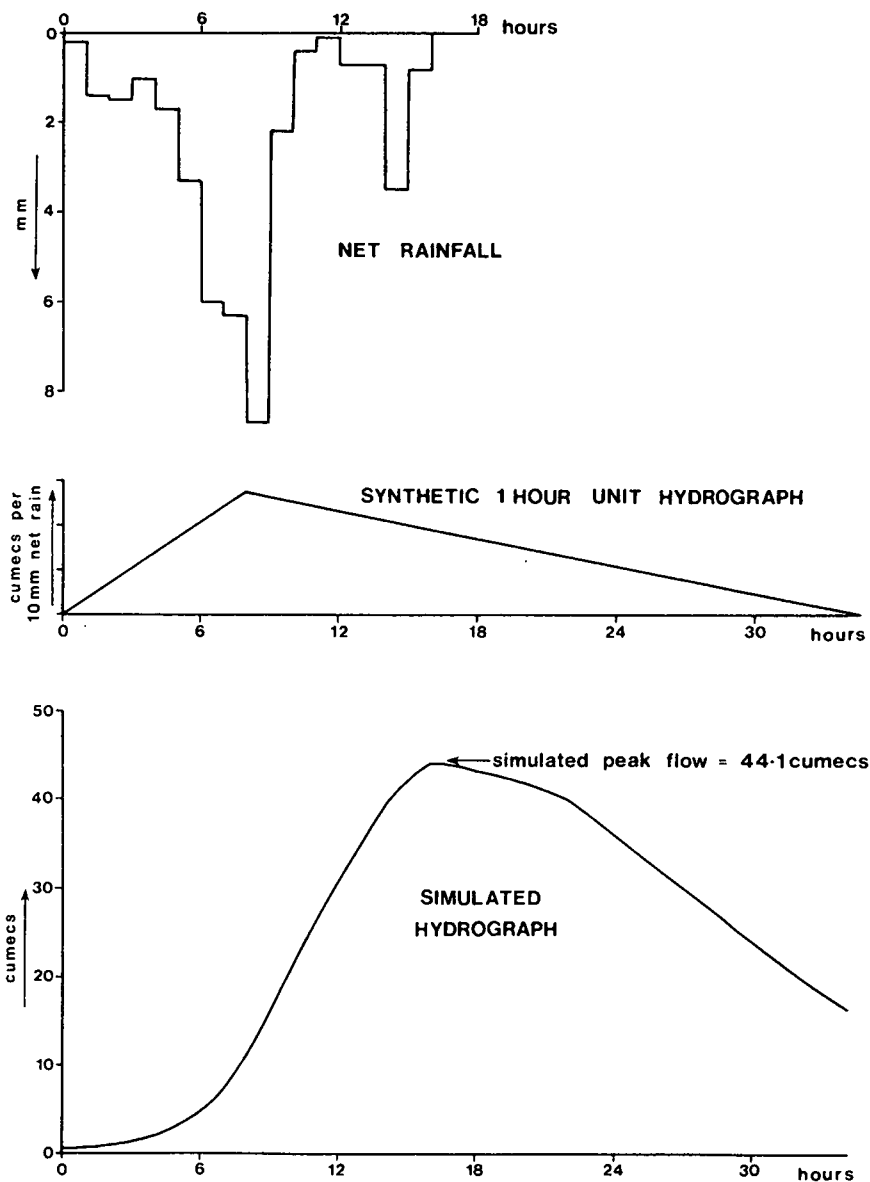 0 6 12 18 hours
0
2
4
6
8
mm
NET RAINFALL
SYNTHETIC 1 HOUR UNIT HYDROGRAPH
cumecs per
10 mm net rain
0 6 12 18 24 30 hours
50
40
30
20
10
0
simulated peak flow = 44·1 cumecs
SIMULATED
HYDROGRAPH
cumecs
0 6 12 18 24 30 hours